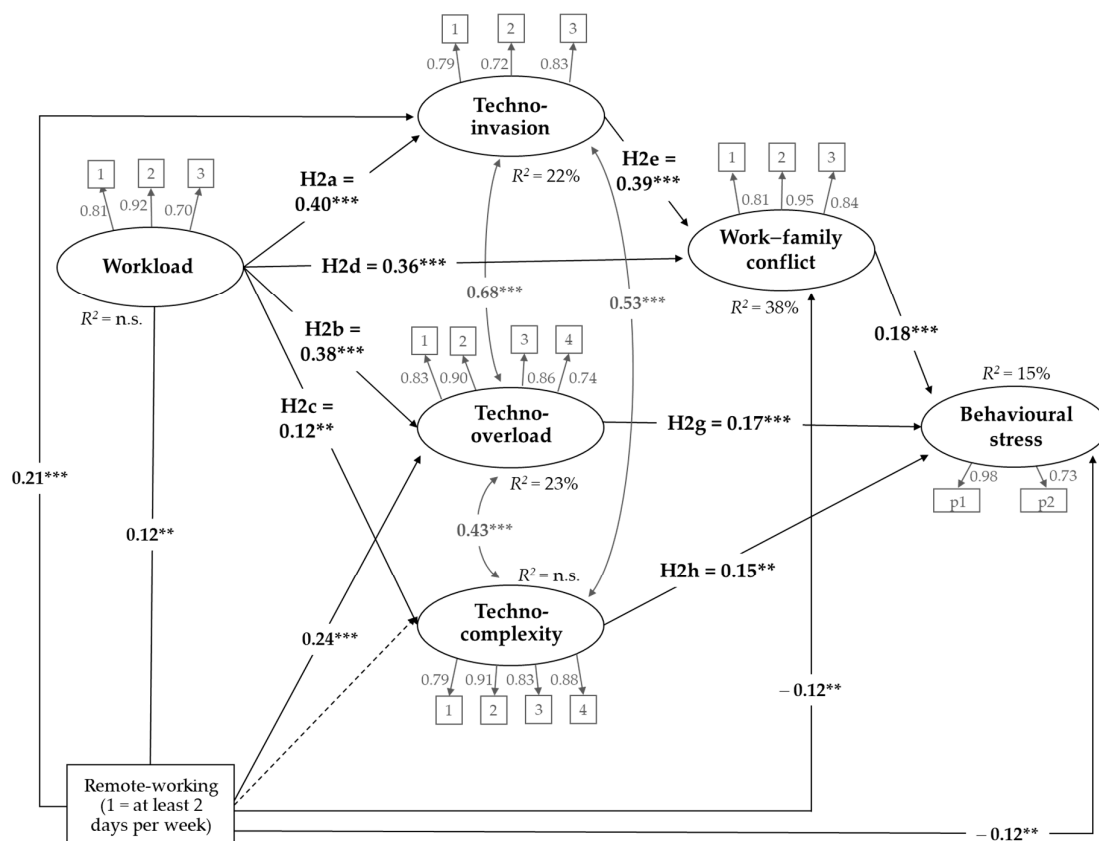 1 2 3
0.79 0.72 0.83
Techno-
invasion
R² = 22%
1 2 3
0.81 0.92 0.70
Workload
R² = n.s.
H2a =
0.40***
H2e =
0.39***
1 2 3
0.81 0.95 0.84
Work–family
conflict
R² = 38%
H2d = 0.36***
0.68***
0.53***
H2b =
0.38***
0.18***
1 2 3 4
0.83 0.90 0.86 0.74
Techno-
overload
R² = 23%
H2c =
0.12**
H2g = 0.17***
R² = 15%
Behavioural
stress
0.98 0.73
p1 p2
0.21***
0.12**
0.43***
H2h = 0.15**
R² = n.s.
Techno-
complexity
0.79 0.91 0.83 0.88
1 2 3 4
0.24***
– 0.12**
Remote-working
(1 = at least 2
days per week)
– 0.12**